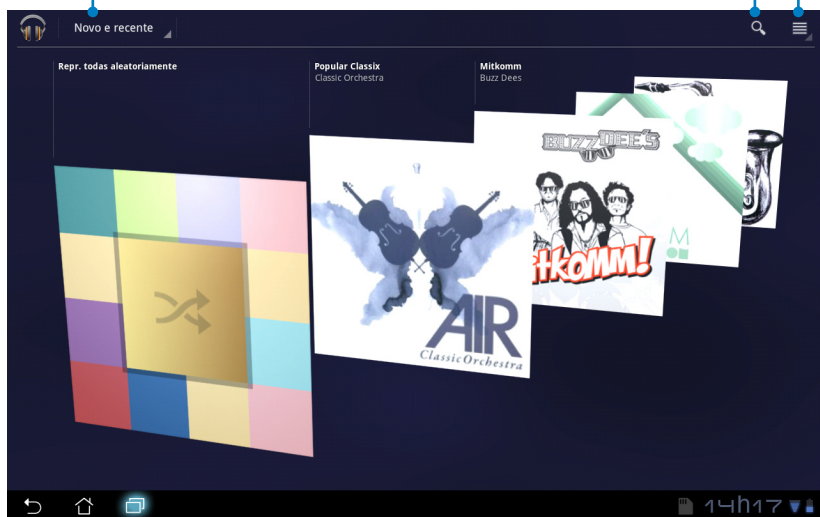 Novo e recente
Repr. todas aleatoriamente
Popular Classix
Classic Orchestra
Mitkomm
Buzz Dees
BUZZ DEE'S
itKOMM!
M
AIR
ClassicOrchestra
14h17